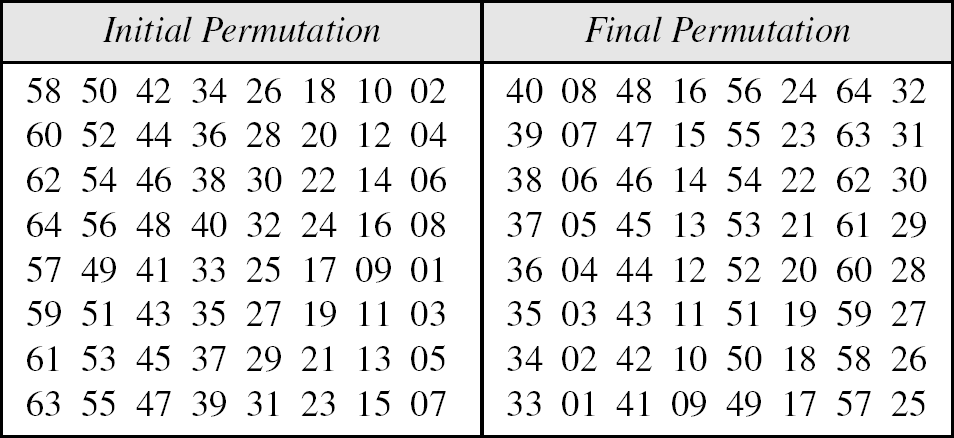 Initial Permutation Final Permutation
58 50 42 34 26 18 10 02 40 08 48 16 56 24 64 32
60 52 44 36 28 20 12 04 39 07 47 15 55 23 63 31
62 54 46 38 30 22 14 06 38 06 46 14 54 22 62 30
64 56 48 40 32 24 16 08 37 05 45 13 53 21 61 29
57 49 41 33 25 17 09 01 36 04 44 12 52 20 60 28
59 51 43 35 27 19 11 03 35 03 43 11 51 19 59 27
61 53 45 37 29 21 13 05 34 02 42 10 50 18 58 26
63 55 47 39 31 23 15 07 33 01 41 09 49 17 57 25